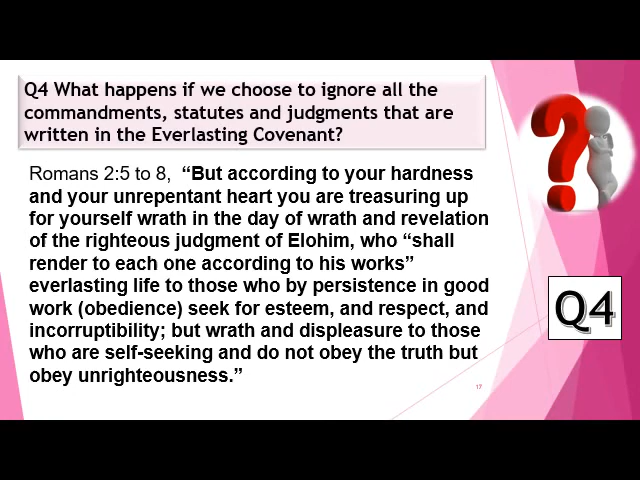 Q4 What happens if we choose to ignore all the
commandments, statutes and judgments that are
written in the Everlasting Covenant?
Romans 2:5 to 8, “But according to your hardness
and your unrepentant heart you are treasuring up
for yourself wrath in the day of wrath and revelation
of the righteous judgment of Elohim, who “shall
render to each one according to his works”
everlasting life to those who by persistence in good
work (obedience) seek for esteem, and respect, and
incorruptibility; but wrath and displeasure to those
who are self-seeking and do not obey the truth but
obey unrighteousness.”
Q4
17